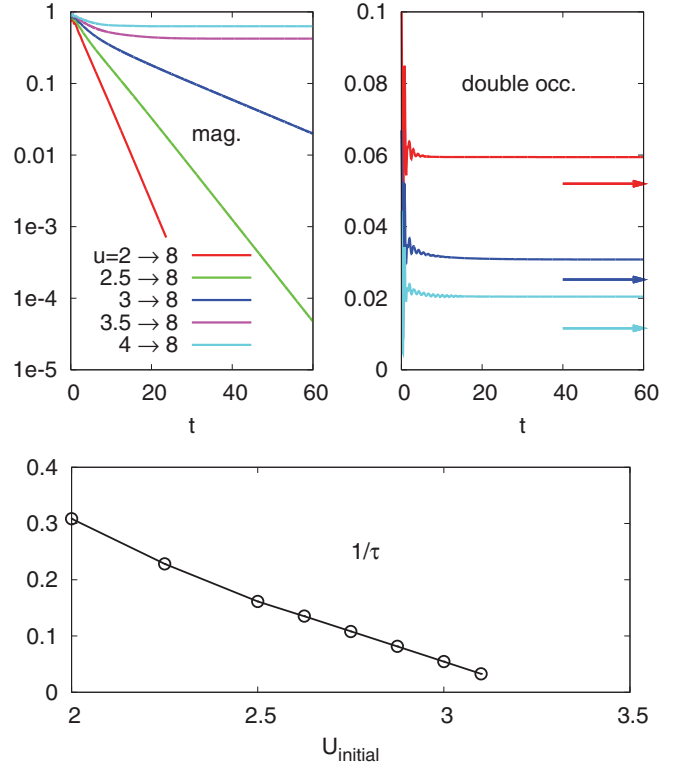 1
0.1
0.01
1e-3
1e-4
1e-5
mag.
u=2 → 8
2.5 → 8
3 → 8
3.5 → 8
4 → 8
0 20 40 60
t
0.1
0.08
0.06
0.04
0.02
0
double occ.
0 20 40 60
t
0.4
0.3
0.2
0.1
0
1/τ
2 2.5 3 3.5
U_initial